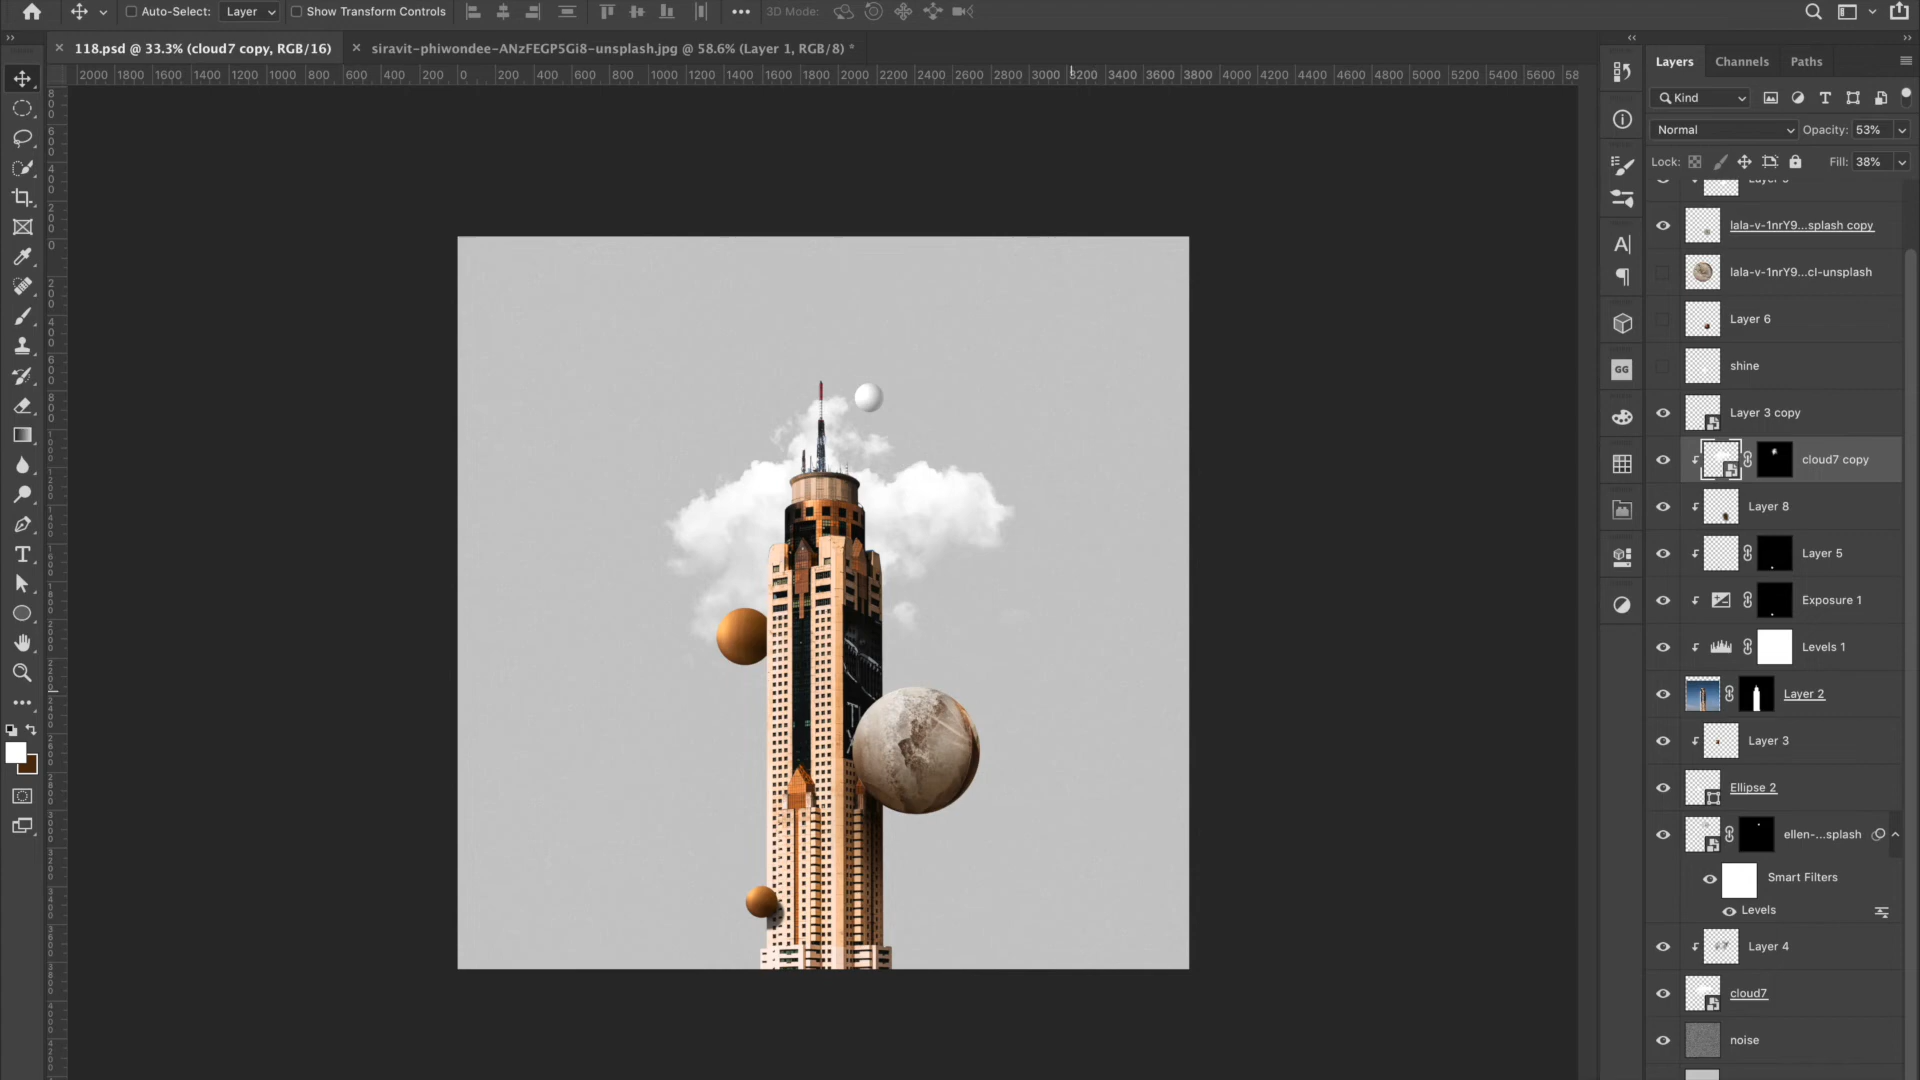 Auto-Select: Layer Show Transform Controls 3D Mode:
118.psd @ 33.3% (cloud7 copy, RGB/16)
siravit-phiwondee-ANzFEGP5Gi8-unsplash.jpg @ 58.6% (Layer 1, RGB/8) *
2000 1800 1600 1400 1200 1000 800 600 400 200 0 200 400 600 800 1000 1200 1400 1600 1800 2000 2200 2400 2600 2800 3000 3200 3400 3600 3800 4000 4200 4400 4600 4800 5000 5200 5400 5600 58
Layers Channels Paths
Kind
Normal Opacity: 53%
Lock: Fill: 38%
lala-v-1nrY9...splash copy
lala-v-1nrY9...cl-unsplash
Layer 6
shine
GG
Layer 3 copy
cloud7 copy
Layer 8
Layer 5
Exposure 1
Levels 1
Layer 2
Layer 3
Ellipse 2
ellen-...splash
Smart Filters
Levels
Layer 4
cloud7
noise